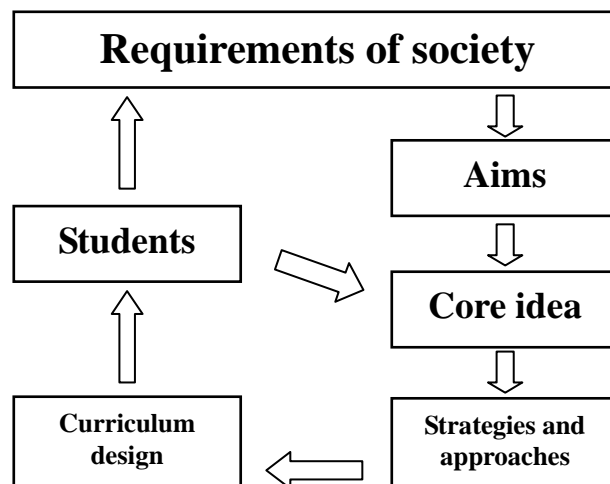 Requirements of society
Aims
Students
Core idea
Curriculum
design
Strategies and
approaches